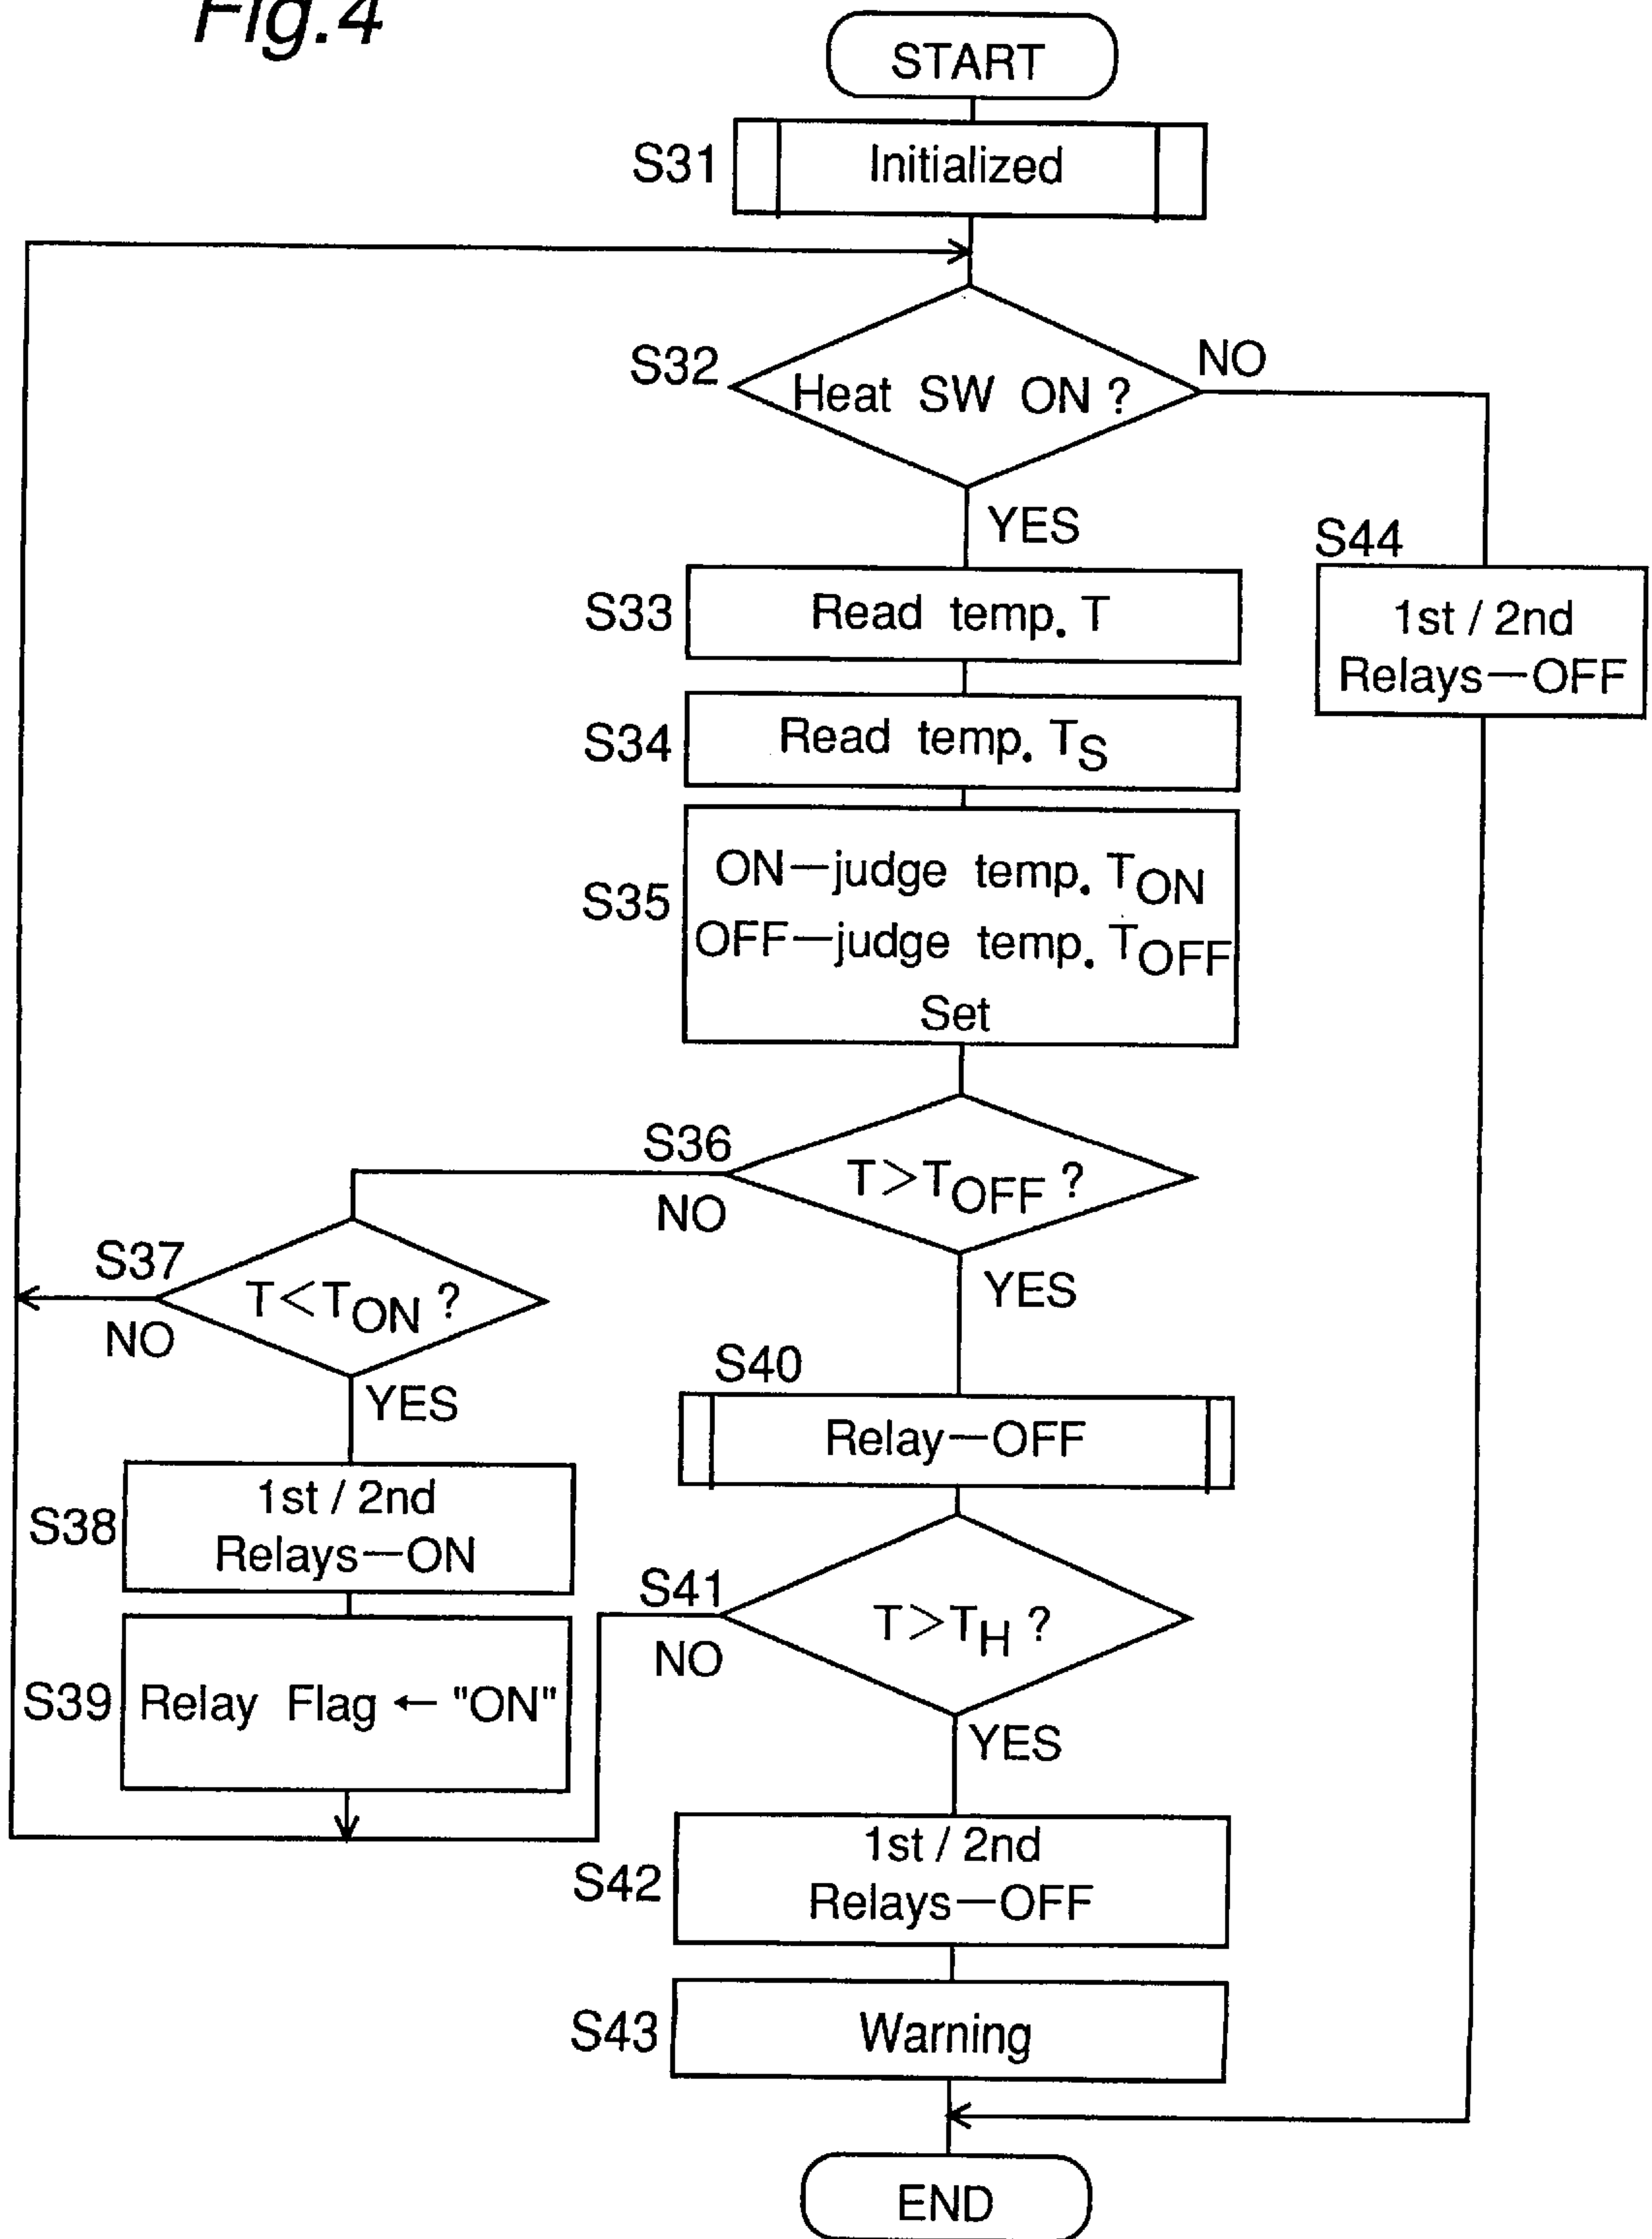 Fig.4
START
S31
Initialized
S32
Heat SW ON ?
NO
YES
S44
1st / 2nd
Relays—OFF
S33
Read temp. T
S34
Read temp. TS
S35
ON—judge temp. TON
OFF—judge temp. TOFF
Set
S36
T>TOFF ?
NO
YES
S37
T<TON ?
NO
YES
S38
1st / 2nd
Relays—ON
S39
Relay Flag ← "ON"
S40
Relay—OFF
S41
T>TH ?
NO
YES
S42
1st / 2nd
Relays—OFF
S43
Warning
END